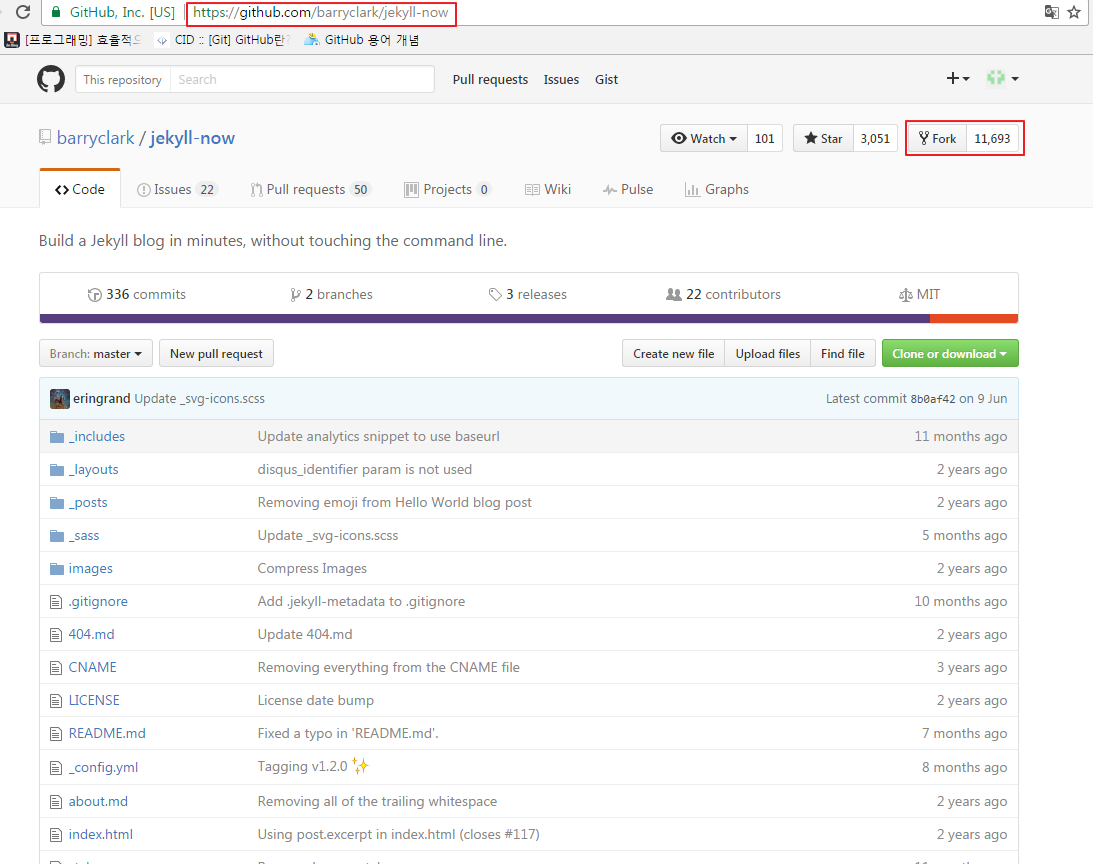 GitHub, Inc. [US] https://github.com/barryclark/jekyll-now
[프로그래밍] 효율적으 CID :: [Git] GitHub란? GitHub 용어 개념
This repository Search Pull requests Issues Gist
barryclark / jekyll-now Watch 101 Star 3,051 Fork 11,693
Code Issues 22 Pull requests 50 Projects 0 Wiki Pulse Graphs
Build a Jekyll blog in minutes, without touching the command line.
336 commits 2 branches 3 releases 22 contributors MIT
Branch: master New pull request Create new file Upload files Find file Clone or download
eringrand Update _svg-icons.scss Latest commit 8b0af42 on 9 Jun
_includes Update analytics snippet to use baseurl 11 months ago
_layouts disqus_identifier param is not used 2 years ago
_posts Removing emoji from Hello World blog post 2 years ago
_sass Update _svg-icons.scss 5 months ago
images Compress Images 2 years ago
.gitignore Add .jekyll-metadata to .gitignore 10 months ago
404.md Update 404.md 2 years ago
CNAME Removing everything from the CNAME file 3 years ago
LICENSE License date bump 2 years ago
README.md Fixed a typo in 'README.md'. 7 months ago
_config.yml Tagging v1.2.0 ✨ 8 months ago
about.md Removing all of the trailing whitespace 2 years ago
index.html Using post.excerpt in index.html (closes #117) 2 years ago